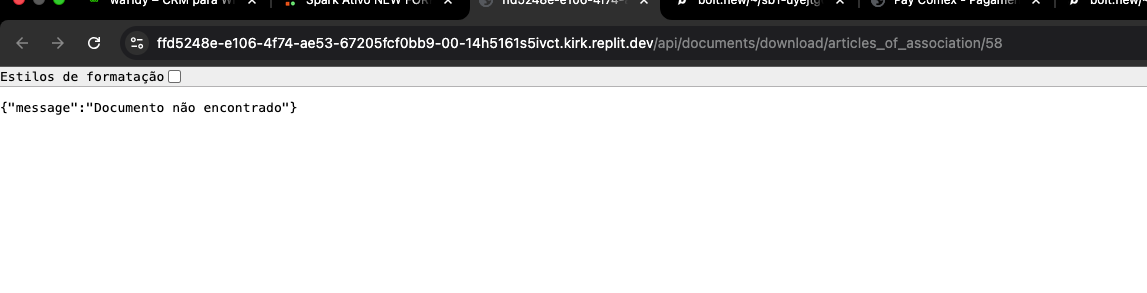 wandy – CRM para W
Spark Ativo NEW FOR
ffd5248e-e106-4f74-
bolt.new/~/sb1-uyejtg
Pay Comex - Pagamer
bolt.new/~/
ffd5248e-e106-4f74-ae53-67205fcf0bb9-00-14h5161s5ivct.kirk.replit.dev/api/documents/download/articles_of_association/58
Estilos de formatação
{"message":"Documento não encontrado"}